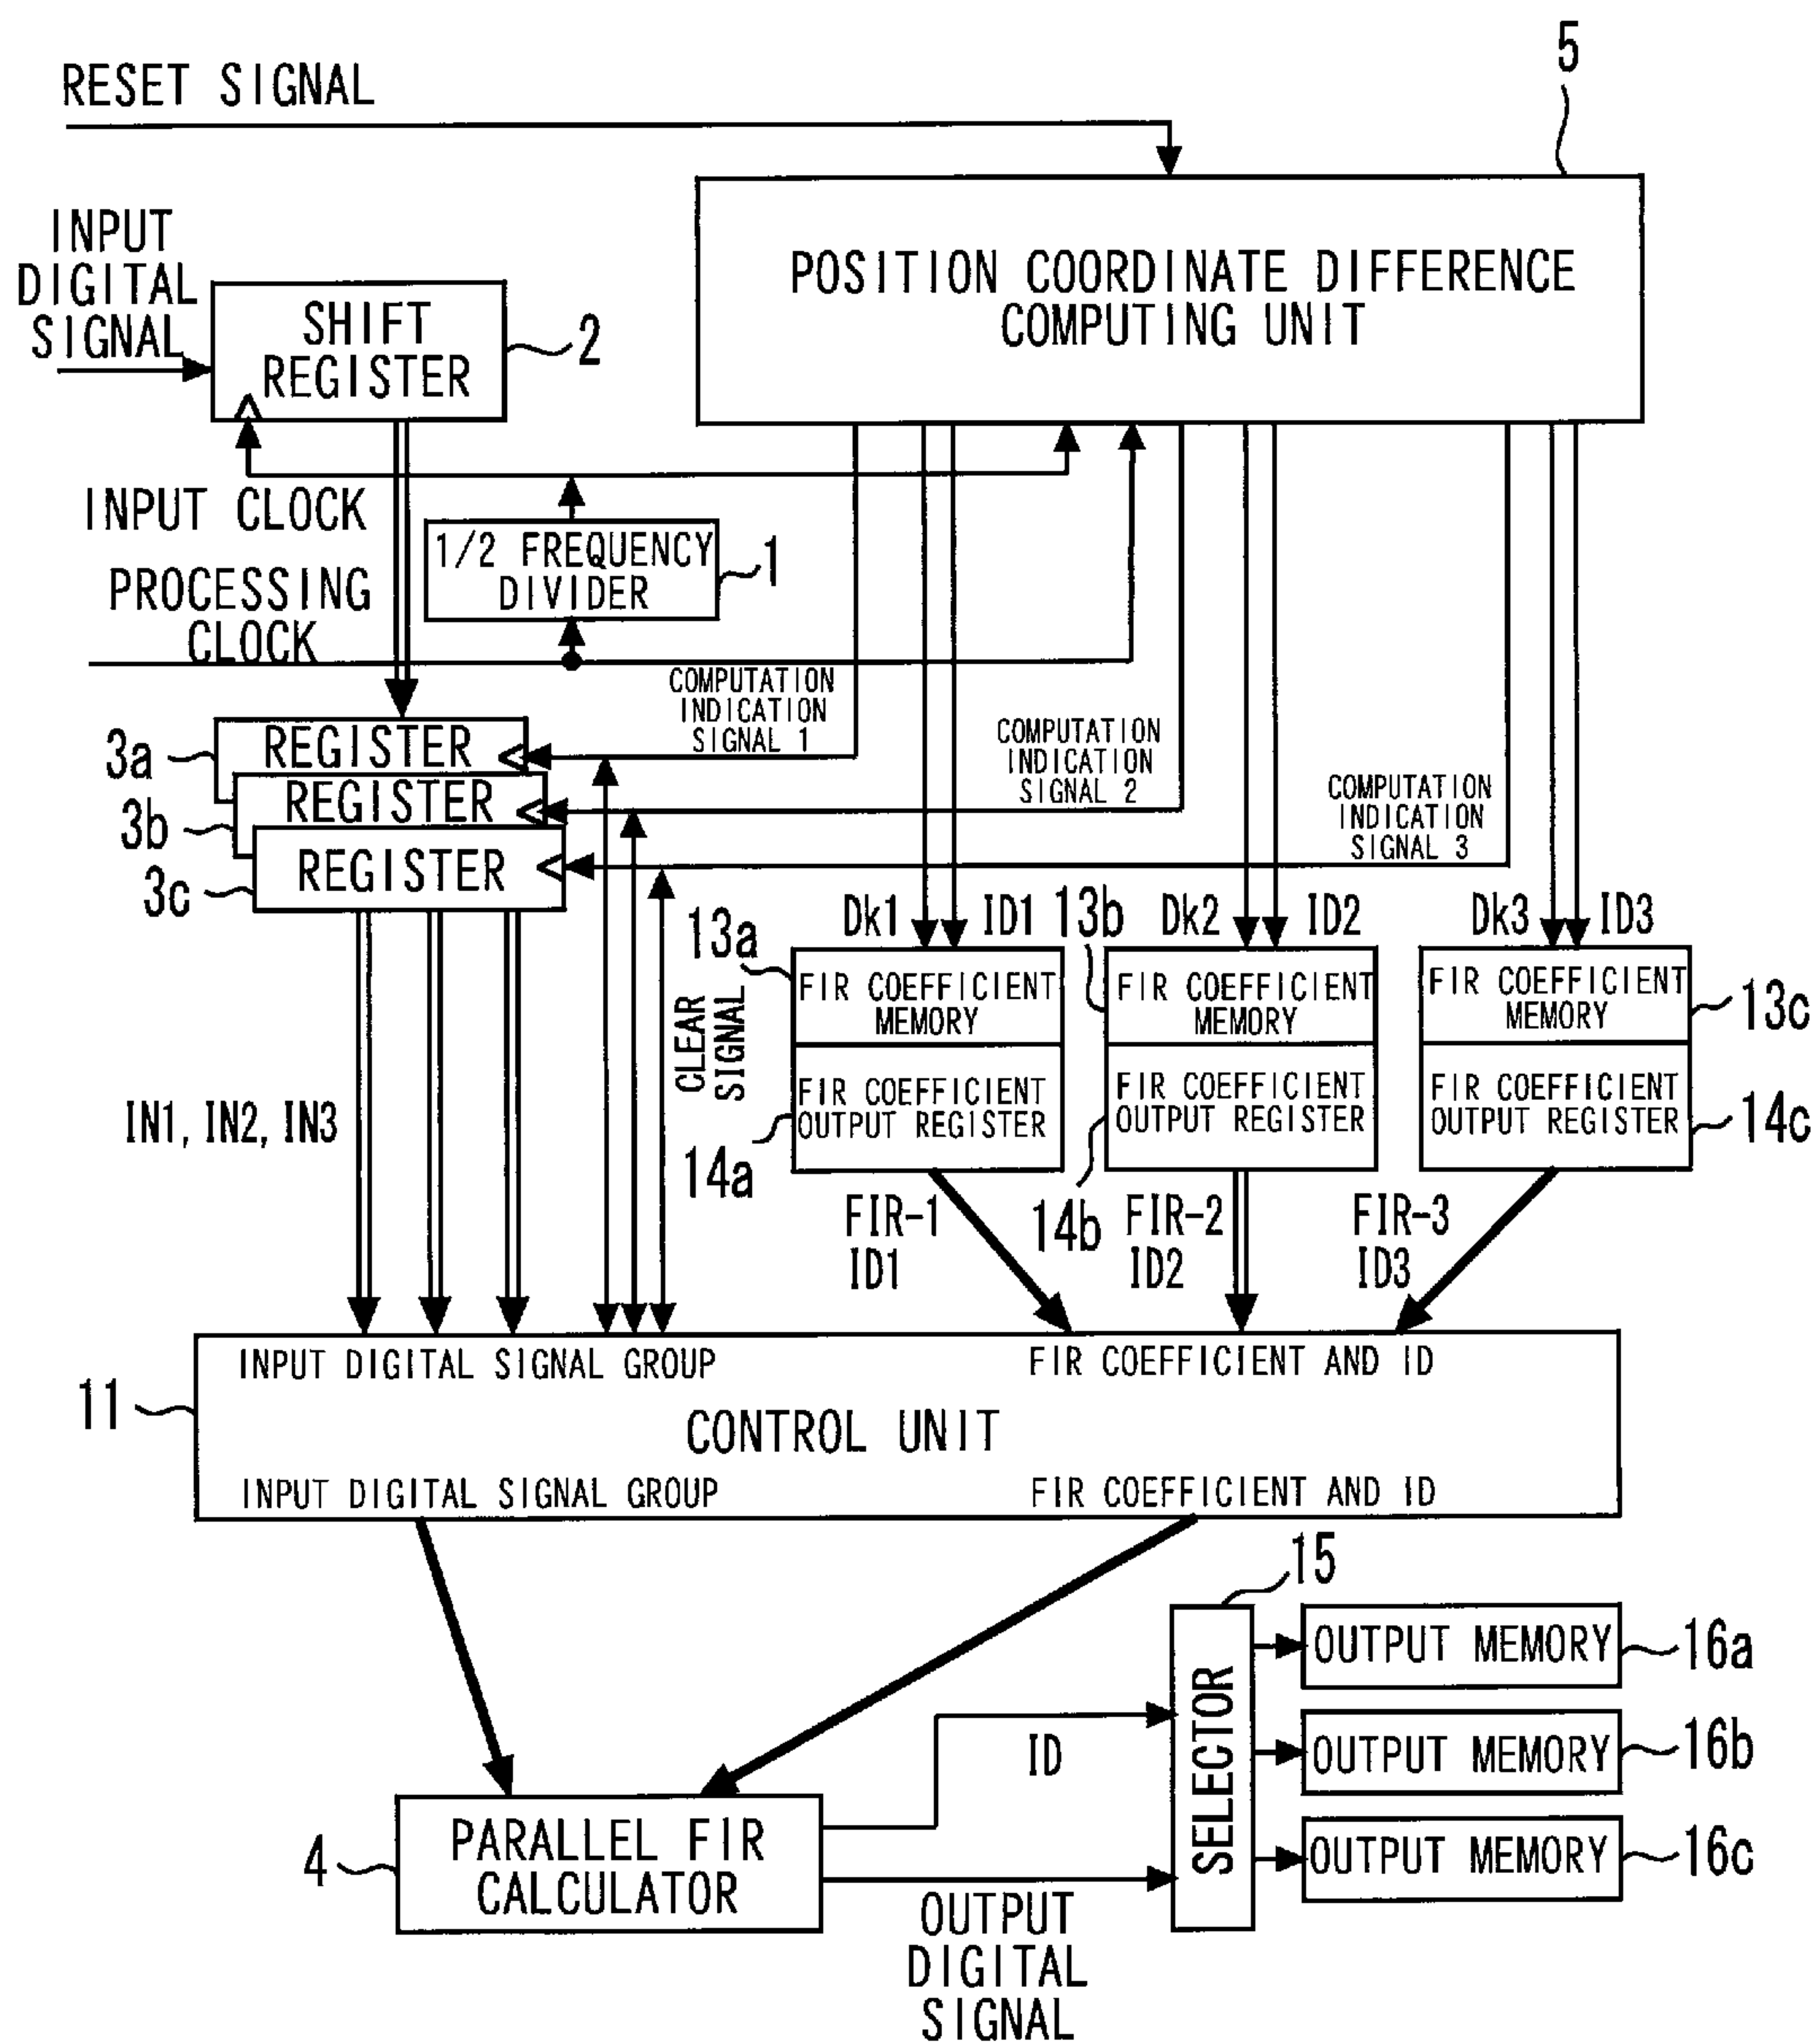 5
RESET SIGNAL
INPUT
DIGITAL
SIGNAL
SHIFT
REGISTER
2
POSITION COORDINATE DIFFERENCE
COMPUTING UNIT
INPUT CLOCK
1/2 FREQUENCY
DIVIDER
1
PROCESSING
CLOCK
COMPUTATION
INDICATION
SIGNAL 1
COMPUTATION
INDICATION
SIGNAL 2
COMPUTATION
INDICATION
SIGNAL 3
3a
REGISTER
3b
REGISTER
3c
REGISTER
Dk1
ID1
Dk2
ID2
Dk3
ID3
13a
13b
13c
CLEAR
SIGNAL
FIR COEFFICIENT
MEMORY
FIR COEFFICIENT
MEMORY
FIR COEFFICIENT
MEMORY
FIR COEFFICIENT
OUTPUT REGISTER
FIR COEFFICIENT
OUTPUT REGISTER
FIR COEFFICIENT
OUTPUT REGISTER
IN1, IN2, IN3
14a
14b
14c
FIR-1
ID1
FIR-2
ID2
FIR-3
ID3
INPUT DIGITAL SIGNAL GROUP
FIR COEFFICIENT AND ID
11
CONTROL UNIT
INPUT DIGITAL SIGNAL GROUP
FIR COEFFICIENT AND ID
15
SELECTOR
OUTPUT MEMORY
16a
OUTPUT MEMORY
16b
OUTPUT MEMORY
16c
ID
4
PARALLEL FIR
CALCULATOR
OUTPUT
DIGITAL
SIGNAL